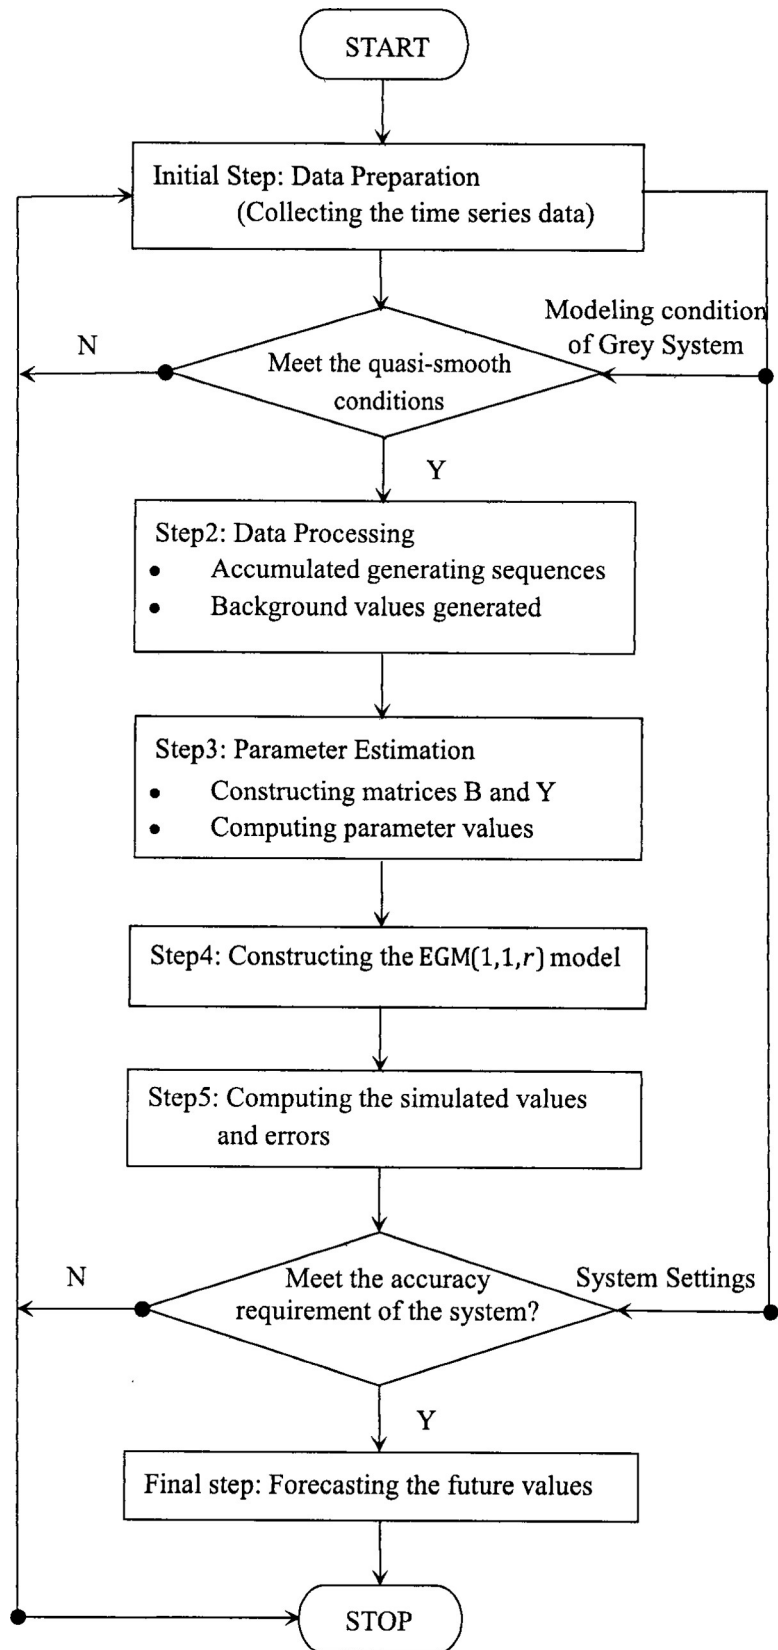 START
Initial Step: Data Preparation
(Collecting the time series data)
Modeling condition
of Grey System
N
Meet the quasi-smooth
conditions
Y
Step2: Data Processing
• Accumulated generating sequences
• Background values generated
Step3: Parameter Estimation
• Constructing matrices B and Y
• Computing parameter values
Step4: Constructing the EGM(1,1,r) model
Step5: Computing the simulated values
and errors
N
Meet the accuracy
requirement of the system?
System Settings
Y
Final step: Forecasting the future values
STOP